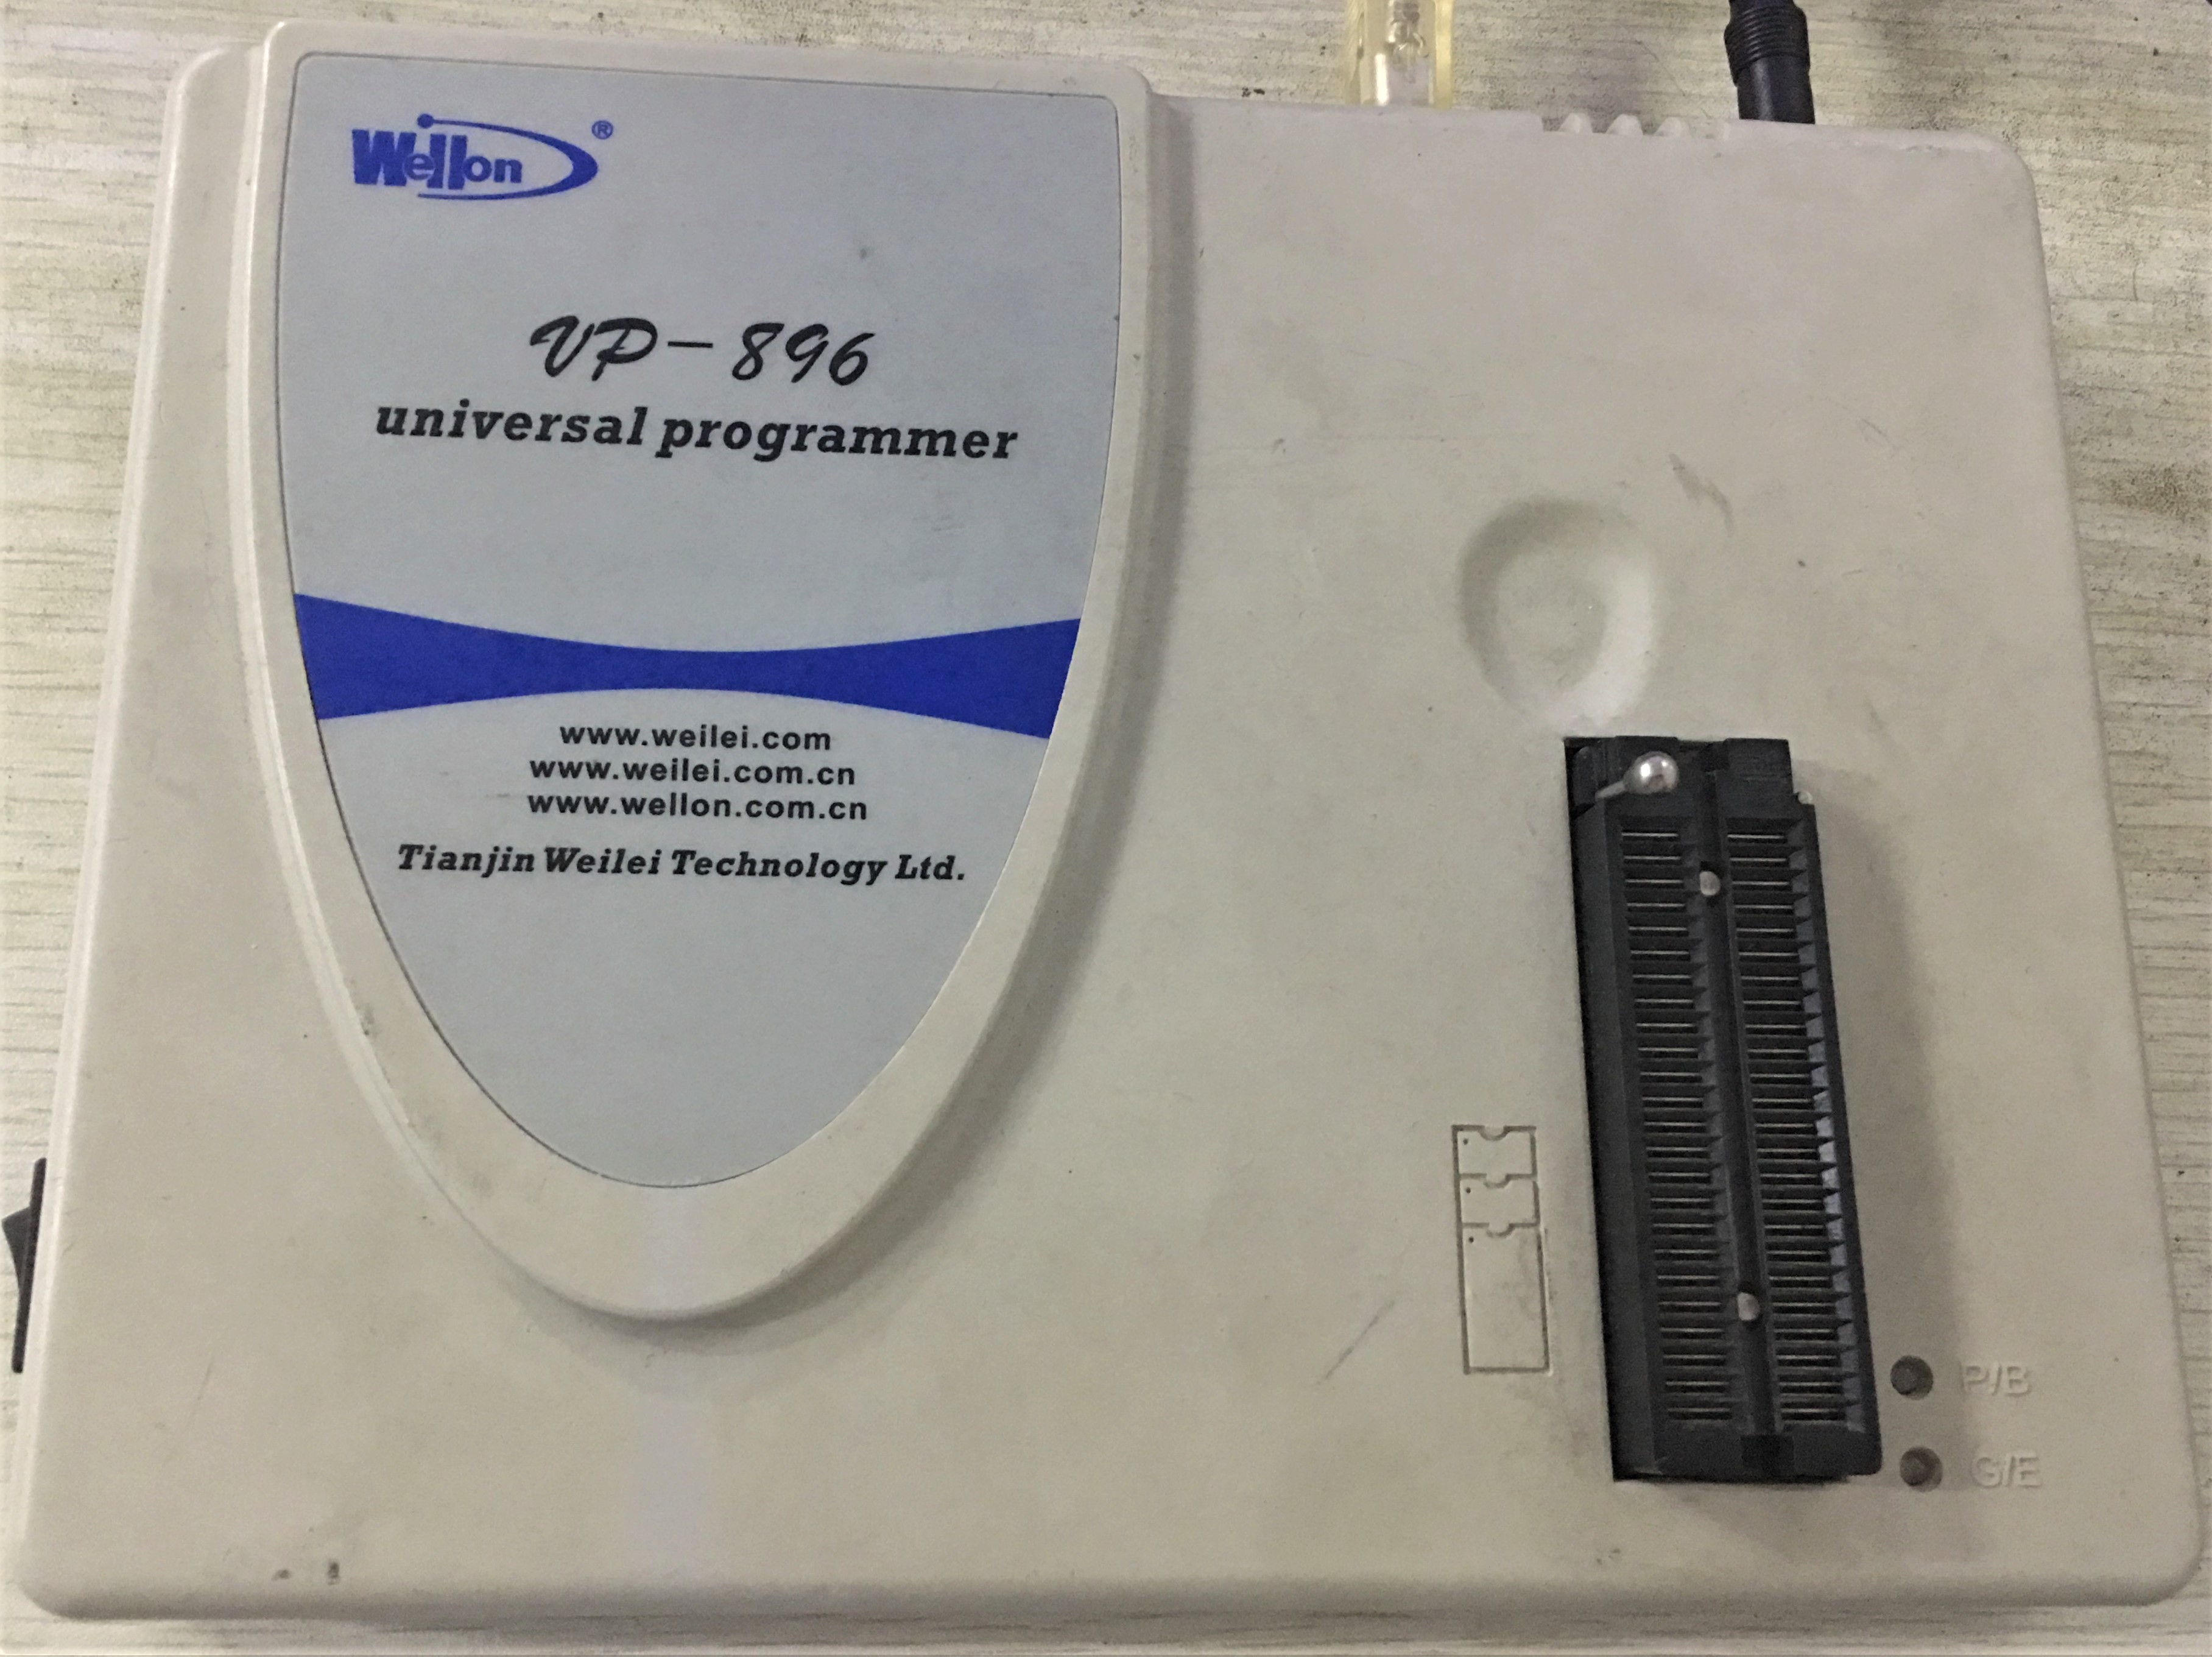 Wellon®
VP-896
universal programmer
www.weilei.com
www.weilei.com.cn
www.wellon.com.cn
Tianjin Weilei Technology Ltd.
P/B
G/E